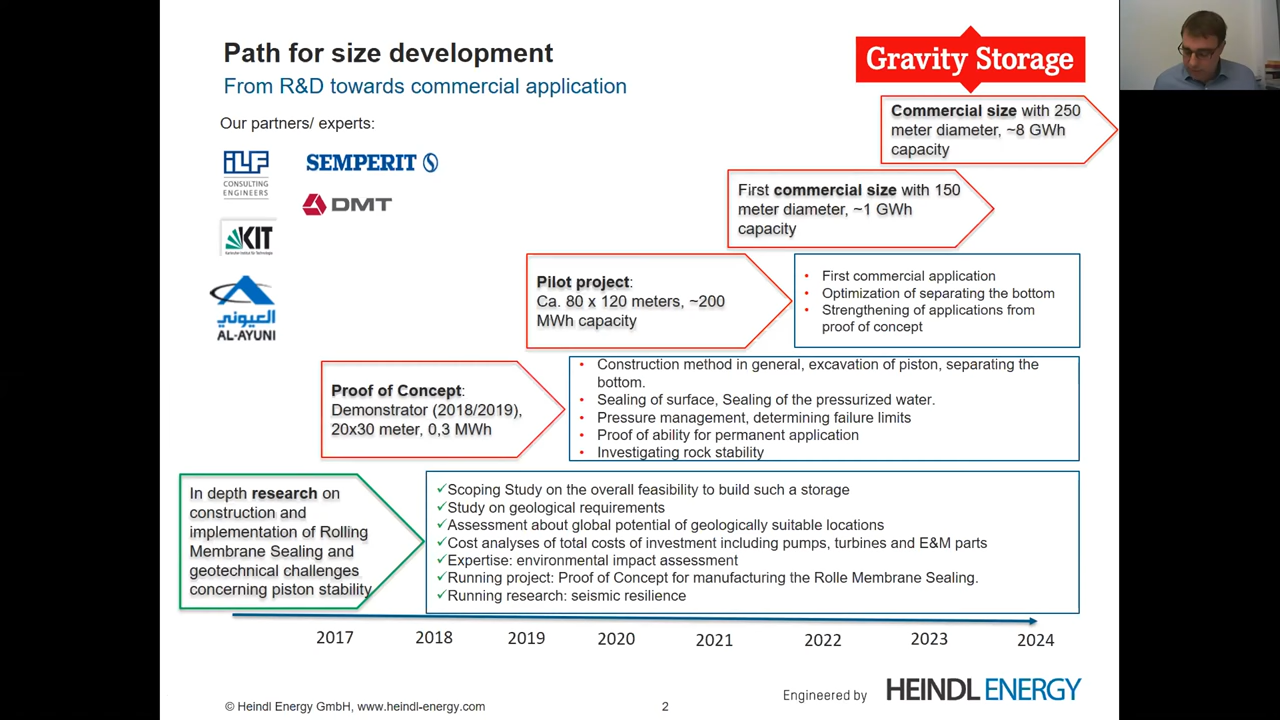 Path for size development
From R&D towards commercial application
Our partners/ experts:
iLF
CONSULTING
ENGINEERS
SEMPERIT
DMT
KIT
Karlsruhe Institut für Technologie
العيوني
AL-AYUNI
Gravity Storage
Commercial size with 250
meter diameter, ~8 GWh
capacity
First commercial size with 150
meter diameter, ~1 GWh
capacity
Pilot project:
Ca. 80 x 120 meters, ~200
MWh capacity
• First commercial application
• Optimization of separating the bottom
• Strengthening of applications from
proof of concept
Proof of Concept:
Demonstrator (2018/2019),
20x30 meter, 0,3 MWh
• Construction method in general, excavation of piston, separating the
bottom.
• Sealing of surface, Sealing of the pressurized water.
• Pressure management, determining failure limits
• Proof of ability for permanent application
• Investigating rock stability
In depth research on
construction and
implementation of Rolling
Membrane Sealing and
geotechnical challenges
concerning piston stability
✓Scoping Study on the overall feasibility to build such a storage
✓Study on geological requirements
✓Assessment about global potential of geologically suitable locations
✓Cost analyses of total costs of investment including pumps, turbines and E&M parts
✓Expertise: environmental impact assessment
✓Running project: Proof of Concept for manufacturing the Rolle Membrane Sealing.
✓Running research: seismic resilience
2017 2018 2019 2020 2021 2022 2023 2024
© Heindl Energy GmbH, www.heindl-energy.com
2
Engineered by HEINDL ENERGY